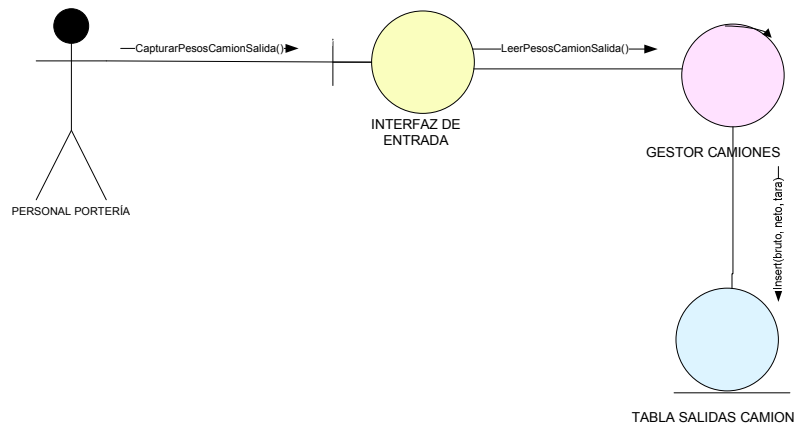 CapturarPesosCamionSalida()
LeerPesosCamionSalida()
INTERFAZ DE
ENTRADA
GESTOR CAMIONES
PERSONAL PORTERÍA
Insert(bruto, neto, tara)
TABLA SALIDAS CAMION